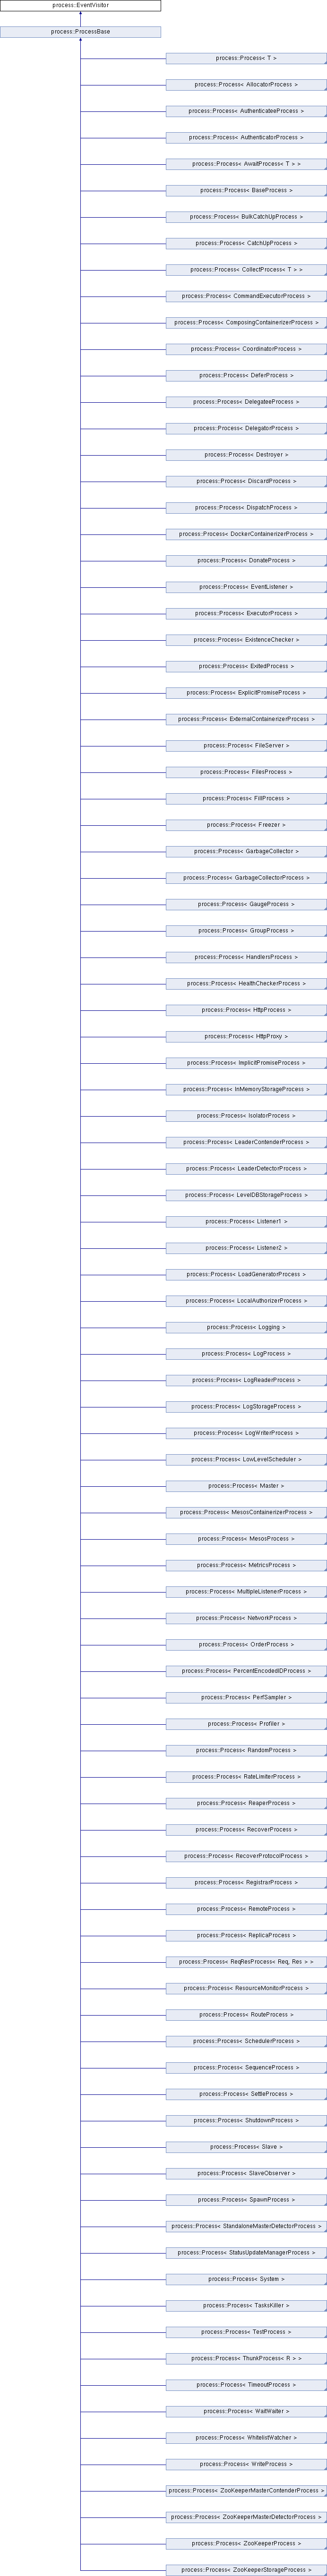 process::EventVisitor
process::ProcessBase
process::Process< T >
process::Process< AllocatorProcess >
process::Process< AuthenticateeProcess >
process::Process< AuthenticatorProcess >
process::Process< AwaitProcess< T > >
process::Process< BaseProcess >
process::Process< BulkCatchUpProcess >
process::Process< CatchUpProcess >
process::Process< CollectProcess< T > >
process::Process< CommandExecutorProcess >
process::Process< ComposingContainerizerProcess >
process::Process< CoordinatorProcess >
process::Process< DeferProcess >
process::Process< DelegateeProcess >
process::Process< DelegatorProcess >
process::Process< Destroyer >
process::Process< DiscardProcess >
process::Process< DispatchProcess >
process::Process< DockerContainerizerProcess >
process::Process< DonateProcess >
process::Process< EventListener >
process::Process< ExecutorProcess >
process::Process< ExistenceChecker >
process::Process< ExitedProcess >
process::Process< ExplicitPromiseProcess >
process::Process< ExternalContainerizerProcess >
process::Process< FileServer >
process::Process< FilesProcess >
process::Process< FillProcess >
process::Process< Freezer >
process::Process< GarbageCollector >
process::Process< GarbageCollectorProcess >
process::Process< GaugeProcess >
process::Process< GroupProcess >
process::Process< HandlersProcess >
process::Process< HealthCheckerProcess >
process::Process< HttpProcess >
process::Process< HttpProxy >
process::Process< ImplicitPromiseProcess >
process::Process< InMemoryStorageProcess >
process::Process< IsolatorProcess >
process::Process< LeaderContenderProcess >
process::Process< LeaderDetectorProcess >
process::Process< LevelDBStorageProcess >
process::Process< Listener1 >
process::Process< Listener2 >
process::Process< LoadGeneratorProcess >
process::Process< LocalAuthorizerProcess >
process::Process< Logging >
process::Process< LogProcess >
process::Process< LogReaderProcess >
process::Process< LogStorageProcess >
process::Process< LogWriterProcess >
process::Process< LowLevelScheduler >
process::Process< Master >
process::Process< MesosContainerizerProcess >
process::Process< MesosProcess >
process::Process< MetricsProcess >
process::Process< MultipleListenerProcess >
process::Process< NetworkProcess >
process::Process< OrderProcess >
process::Process< PercentEncodedIDProcess >
process::Process< PerfSampler >
process::Process< Profiler >
process::Process< RandomProcess >
process::Process< RateLimiterProcess >
process::Process< ReaperProcess >
process::Process< RecoverProcess >
process::Process< RecoverProtocolProcess >
process::Process< RegistrarProcess >
process::Process< RemoteProcess >
process::Process< ReplicaProcess >
process::Process< ReqResProcess< Req, Res > >
process::Process< ResourceMonitorProcess >
process::Process< RouteProcess >
process::Process< SchedulerProcess >
process::Process< SequenceProcess >
process::Process< SettleProcess >
process::Process< ShutdownProcess >
process::Process< Slave >
process::Process< SlaveObserver >
process::Process< SpawnProcess >
process::Process< StandaloneMasterDetectorProcess >
process::Process< StatusUpdateManagerProcess >
process::Process< System >
process::Process< TasksKiller >
process::Process< TestProcess >
process::Process< ThunkProcess< R > >
process::Process< TimeoutProcess >
process::Process< WaitWaiter >
process::Process< WhitelistWatcher >
process::Process< WriteProcess >
process::Process< ZooKeeperMasterContenderProcess >
process::Process< ZooKeeperMasterDetectorProcess >
process::Process< ZooKeeperProcess >
process::Process< ZooKeeperStorageProcess >